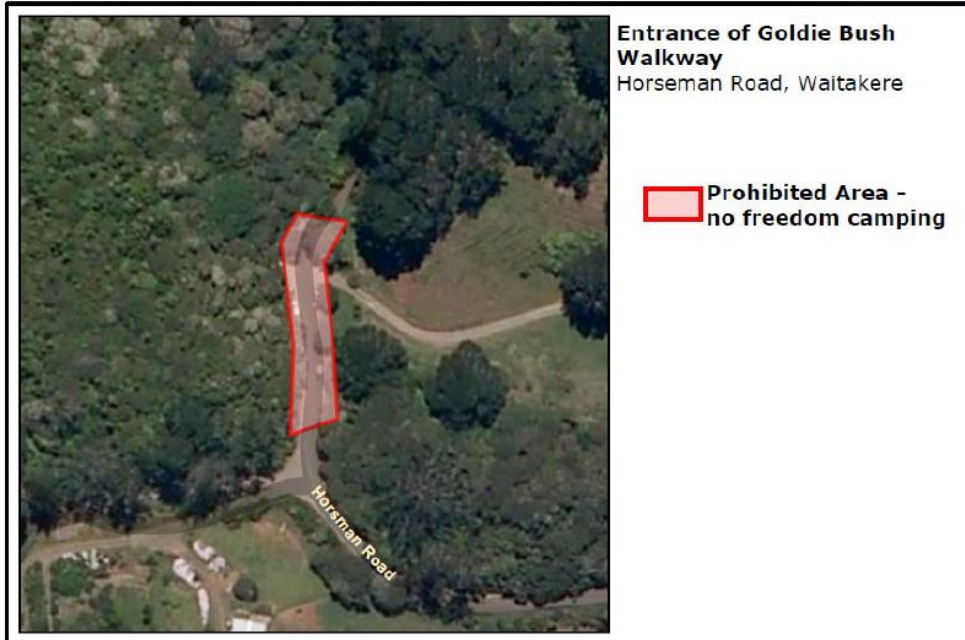 Entrance of Goldie Bush
Walkway
Horseman Road, Waitakere
Prohibited Area -
no freedom camping
Horsman Road